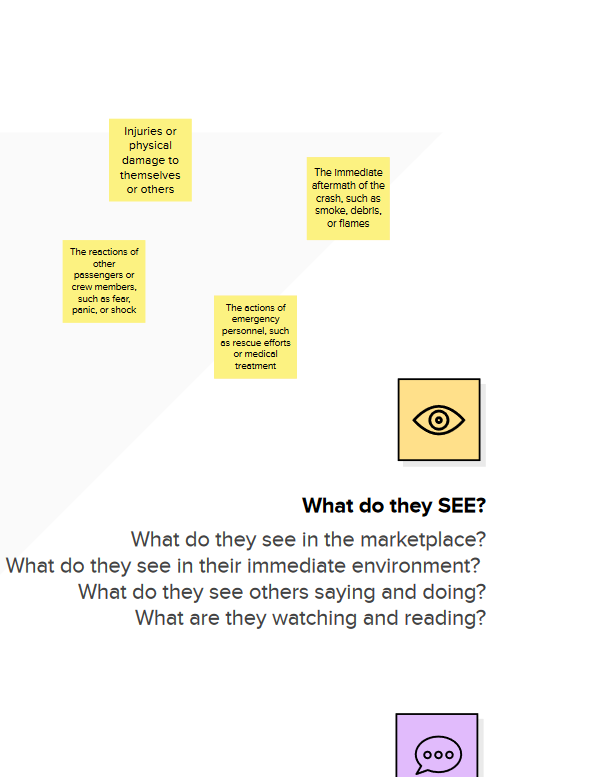 Injuries or
physical
damage to
themselves
or others
The immediate
aftermath of the
crash, such as
smoke, debris,
or flames
The reactions of
other
passengers or
crew members,
such as fear,
panic, or shock
The actions of
emergency
personnel, such
as rescue efforts
or medical
treatment
What do they SEE?
What do they see in the marketplace?
What do they see in their immediate environment?
What do they see others saying and doing?
What are they watching and reading?